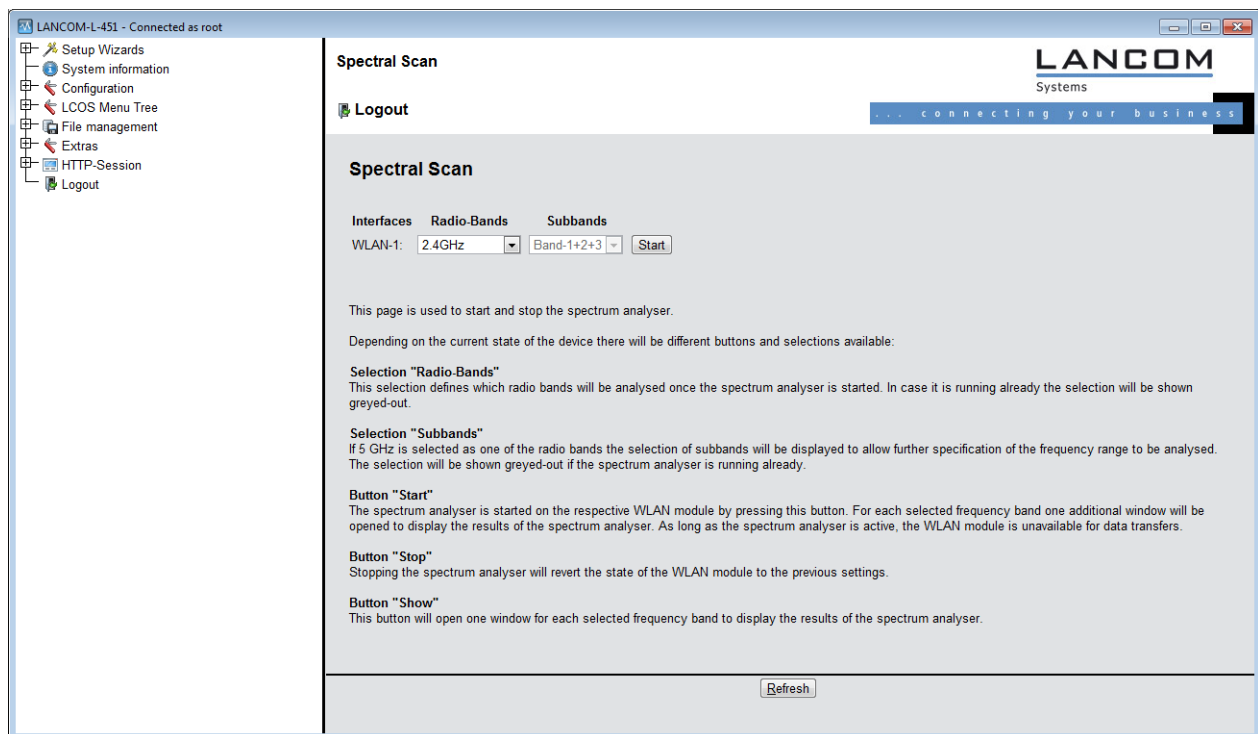 LANCOM-L-451 - Connected as root
Setup Wizards
System information
Configuration
LCOS Menu Tree
File management
Extras
HTTP-Session
Logout
Spectral Scan
LANCOM
Systems
Logout
... connecting your business
Spectral Scan
Interfaces Radio-Bands Subbands
WLAN-1: 2.4GHz Band-1+2+3 Start
This page is used to start and stop the spectrum analyser.
Depending on the current state of the device there will be different buttons and selections available:
Selection "Radio-Bands"
This selection defines which radio bands will be analysed once the spectrum analyser is started. In case it is running already the selection will be shown
greyed-out.
Selection "Subbands"
If 5 GHz is selected as one of the radio bands the selection of subbands will be displayed to allow further specification of the frequency range to be analysed.
The selection will be shown greyed-out if the spectrum analyser is running already.
Button "Start"
The spectrum analyser is started on the respective WLAN module by pressing this button. For each selected frequency band one additional window will be
opened to display the results of the spectrum analyser. As long as the spectrum analyser is active, the WLAN module is unavailable for data transfers.
Button "Stop"
Stopping the spectrum analyser will revert the state of the WLAN module to the previous settings.
Button "Show"
This button will open one window for each selected frequency band to display the results of the spectrum analyser.
Refresh